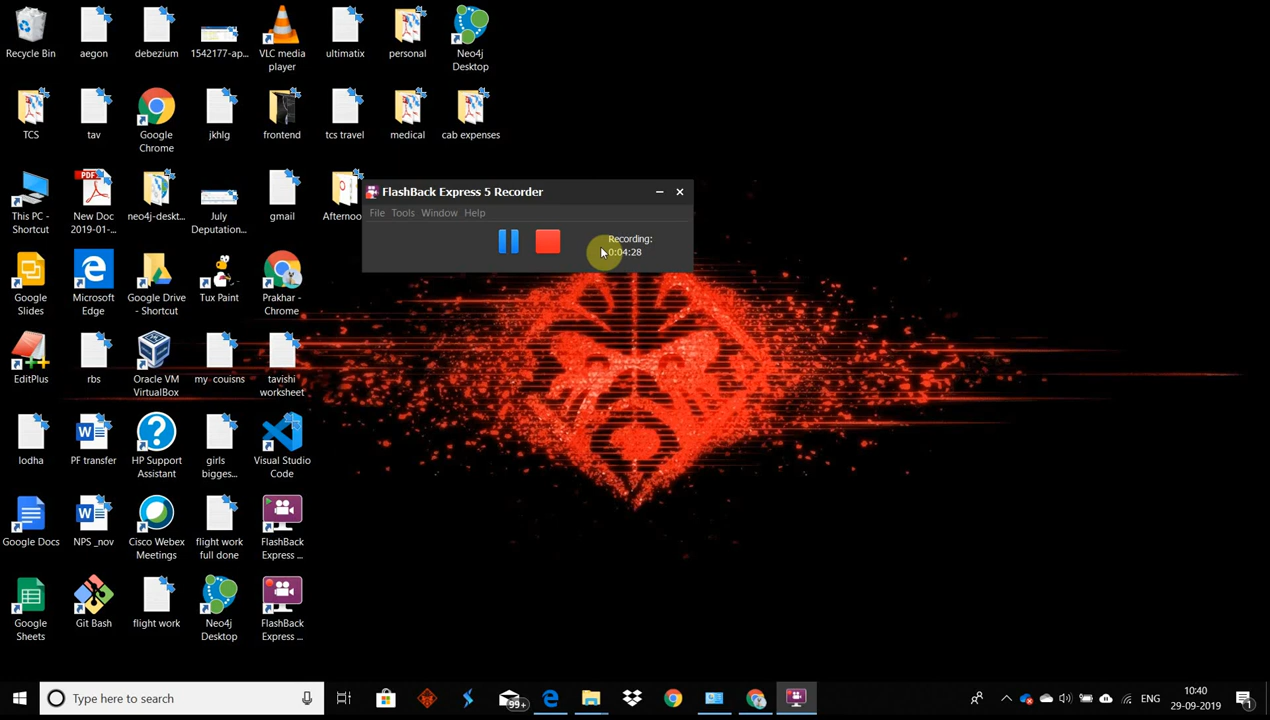 Recycle Bin
aegon
debezium
1542177-ap...
VLC media
player
ultimatix
personal
Neo4j
Desktop
TCS
tav
Google
Chrome
jkhlg
frontend
tcs travel
medical
cab expenses
This PC -
Shortcut
PDF
New Doc
2019-01-...
neo4j-deskt...
July
Deputation...
gmail
Afternoo
FlashBack Express 5 Recorder
File Tools Window Help
Recording:
0:04:28
Google
Slides
Microsoft
Edge
Google Drive
- Shortcut
Tux Paint
Prakhar -
Chrome
EditPlus
rbs
Oracle VM
VirtualBox
my couisns
tavishi
worksheet
lodha
PF transfer
HP Support
Assistant
girls
bigges...
Visual Studio
Code
Google Docs
NPS _nov
Cisco Webex
Meetings
flight work
full done
FlashBack
Express ...
Google
Sheets
Git Bash
flight work
Neo4j
Desktop
FlashBack
Express ...
Type here to search
99+
ENG
10:40
29-09-2019
1